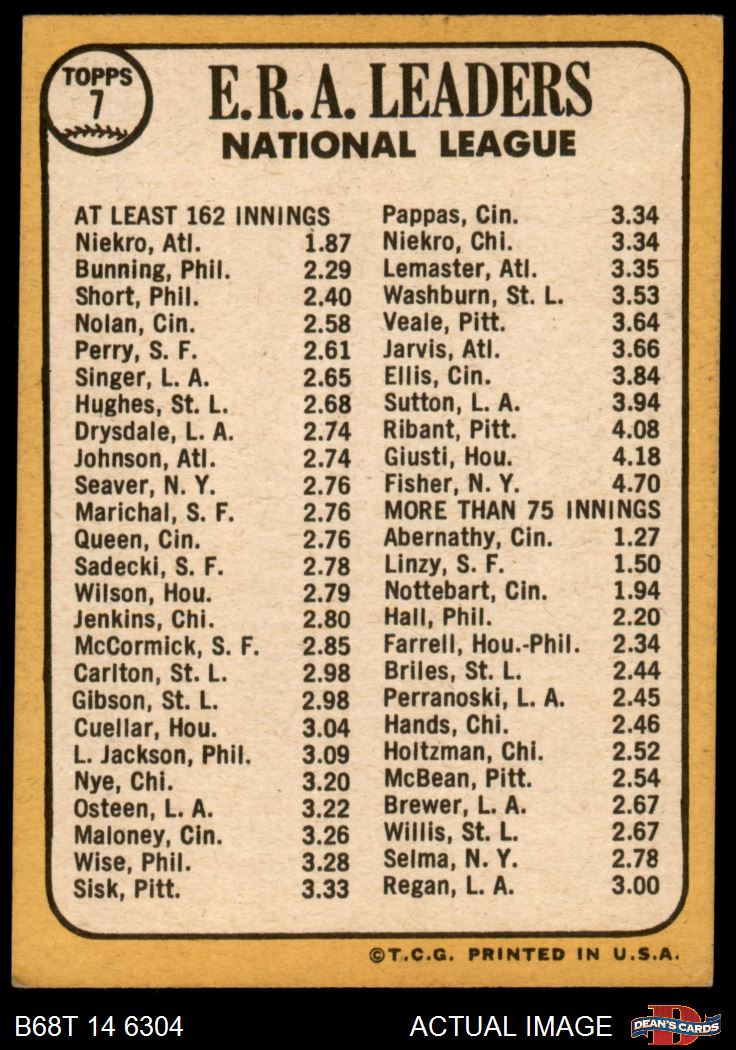 TOPPS
7
E.R.A. LEADERS
NATIONAL LEAGUE
AT LEAST 162 INNINGS
Niekro, Atl. 1.87
Bunning, Phil. 2.29
Short, Phil. 2.40
Nolan, Cin. 2.58
Perry, S. F. 2.61
Singer, L. A. 2.65
Hughes, St. L. 2.68
Drysdale, L. A. 2.74
Johnson, Atl. 2.74
Seaver, N. Y. 2.76
Marichal, S. F. 2.76
Queen, Cin. 2.76
Sadecki, S. F. 2.78
Wilson, Hou. 2.79
Jenkins, Chi. 2.80
McCormick, S. F. 2.85
Carlton, St. L. 2.98
Gibson, St. L. 2.98
Cuellar, Hou. 3.04
L. Jackson, Phil. 3.09
Nye, Chi. 3.20
Osteen, L. A. 3.22
Maloney, Cin. 3.26
Wise, Phil. 3.28
Sisk, Pitt. 3.33
Pappas, Cin. 3.34
Niekro, Chi. 3.34
Lemaster, Atl. 3.35
Washburn, St. L. 3.53
Veale, Pitt. 3.64
Jarvis, Atl. 3.66
Ellis, Cin. 3.84
Sutton, L. A. 3.94
Ribant, Pitt. 4.08
Giusti, Hou. 4.18
Fisher, N. Y. 4.70
MORE THAN 75 INNINGS
Abernathy, Cin. 1.27
Linzy, S. F. 1.50
Nottebart, Cin. 1.94
Hall, Phil. 2.20
Farrell, Hou.-Phil. 2.34
Briles, St. L. 2.44
Perranoski, L. A. 2.45
Hands, Chi. 2.46
Holtzman, Chi. 2.52
McBean, Pitt. 2.54
Brewer, L. A. 2.67
Willis, St. L. 2.67
Selma, N. Y. 2.78
Regan, L. A. 3.00
©T.C.G. PRINTED IN U.S.A.
B68T 14 6304 ACTUAL IMAGE
D
DEAN'S CARDS